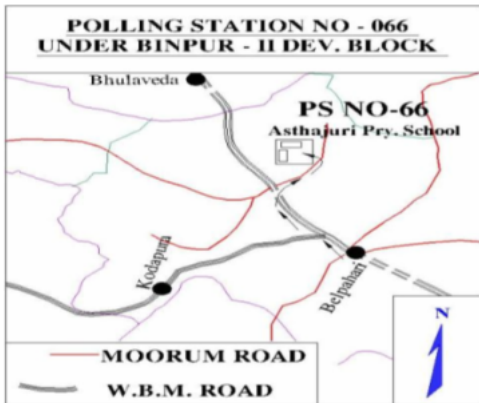 POLLING STATION NO - 066
UNDER BINPUR - II DEV. BLOCK
Bhulaveda
PS NO-66
Asthajuri Pry. School
Kodapura
Belpahari
N
MOORUM ROAD
W.B.M. ROAD